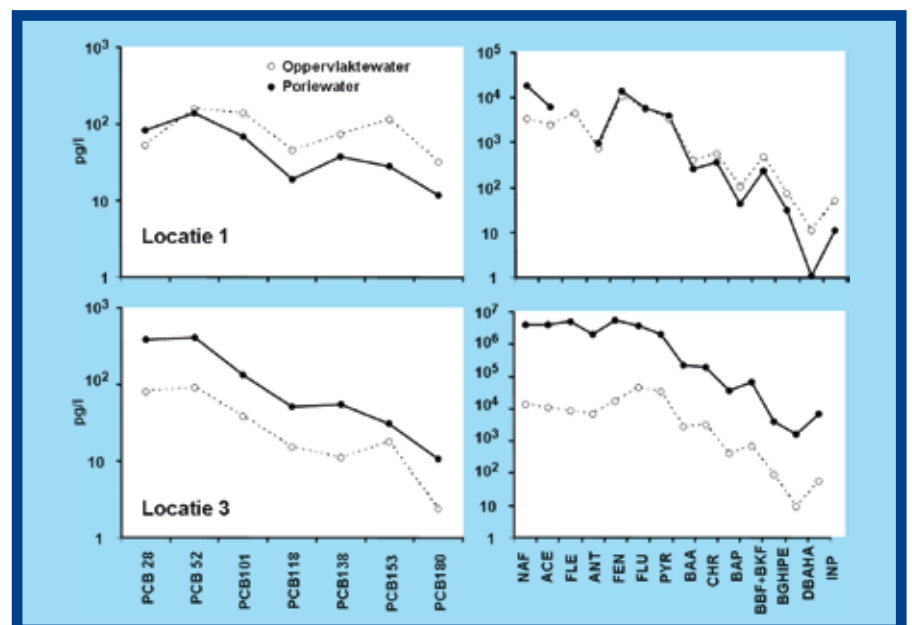 10³
10²
10
1
pg/l
Oppervlaktewater
Poriewater
Locatie 1
10⁵
10⁴
10³
10²
10
1
10³
10²
10
1
pg/l
Locatie 3
PCB 28
PCB 52
PCB101
PCB118
PCB138
PCB153
PCB180
10⁷
10⁶
10⁵
10⁴
10³
10²
10
1
NAF
ACE
FLE
ANT
FEN
FLU
PYR
BAA
CHR
BAP
BBF+BKF
BGHIPE
DBAHA
INP